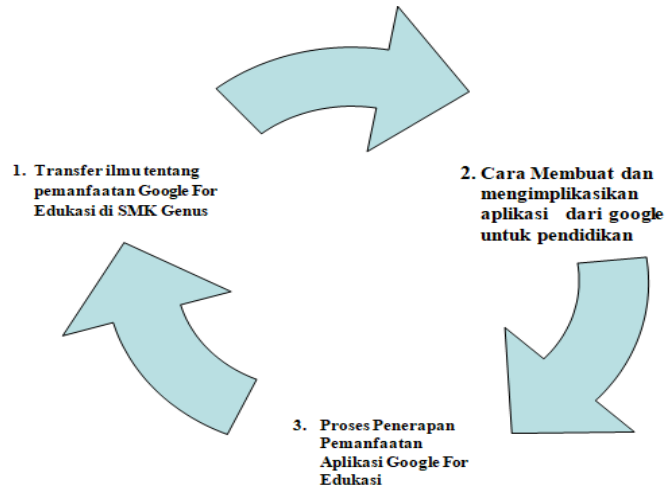 1. Transfer ilmu tentang
pemanfaatan Google For
Edukasi di SMK Genus
2. Cara Membuat dan
mengimplikasikan
aplikasi dari google
untuk pendidikan
3. Proses Penerapan
Pemanfaatan
Aplikasi Google For
Edukasi